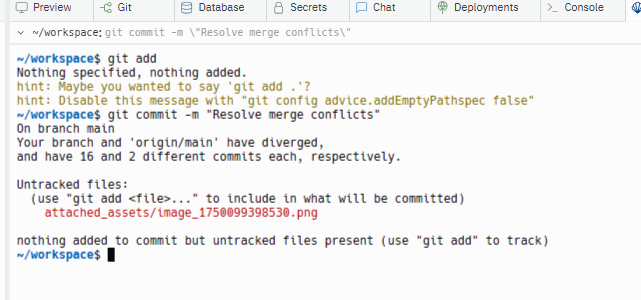 Preview Git Database Secrets Chat Deployments Console
~/workspace: git commit -m \"Resolve merge conflicts\"
~/workspace$ git add
Nothing specified, nothing added.
hint: Maybe you wanted to say 'git add .'?
hint: Disable this message with "git config advice.addEmptyPathspec false"
~/workspace$ git commit -m "Resolve merge conflicts"
On branch main
Your branch and 'origin/main' have diverged,
and have 16 and 2 different commits each, respectively.
Untracked files:
(use "git add <file>..." to include in what will be committed)
attached_assets/image_1750099398530.png
nothing added to commit but untracked files present (use "git add" to track)
~/workspace$